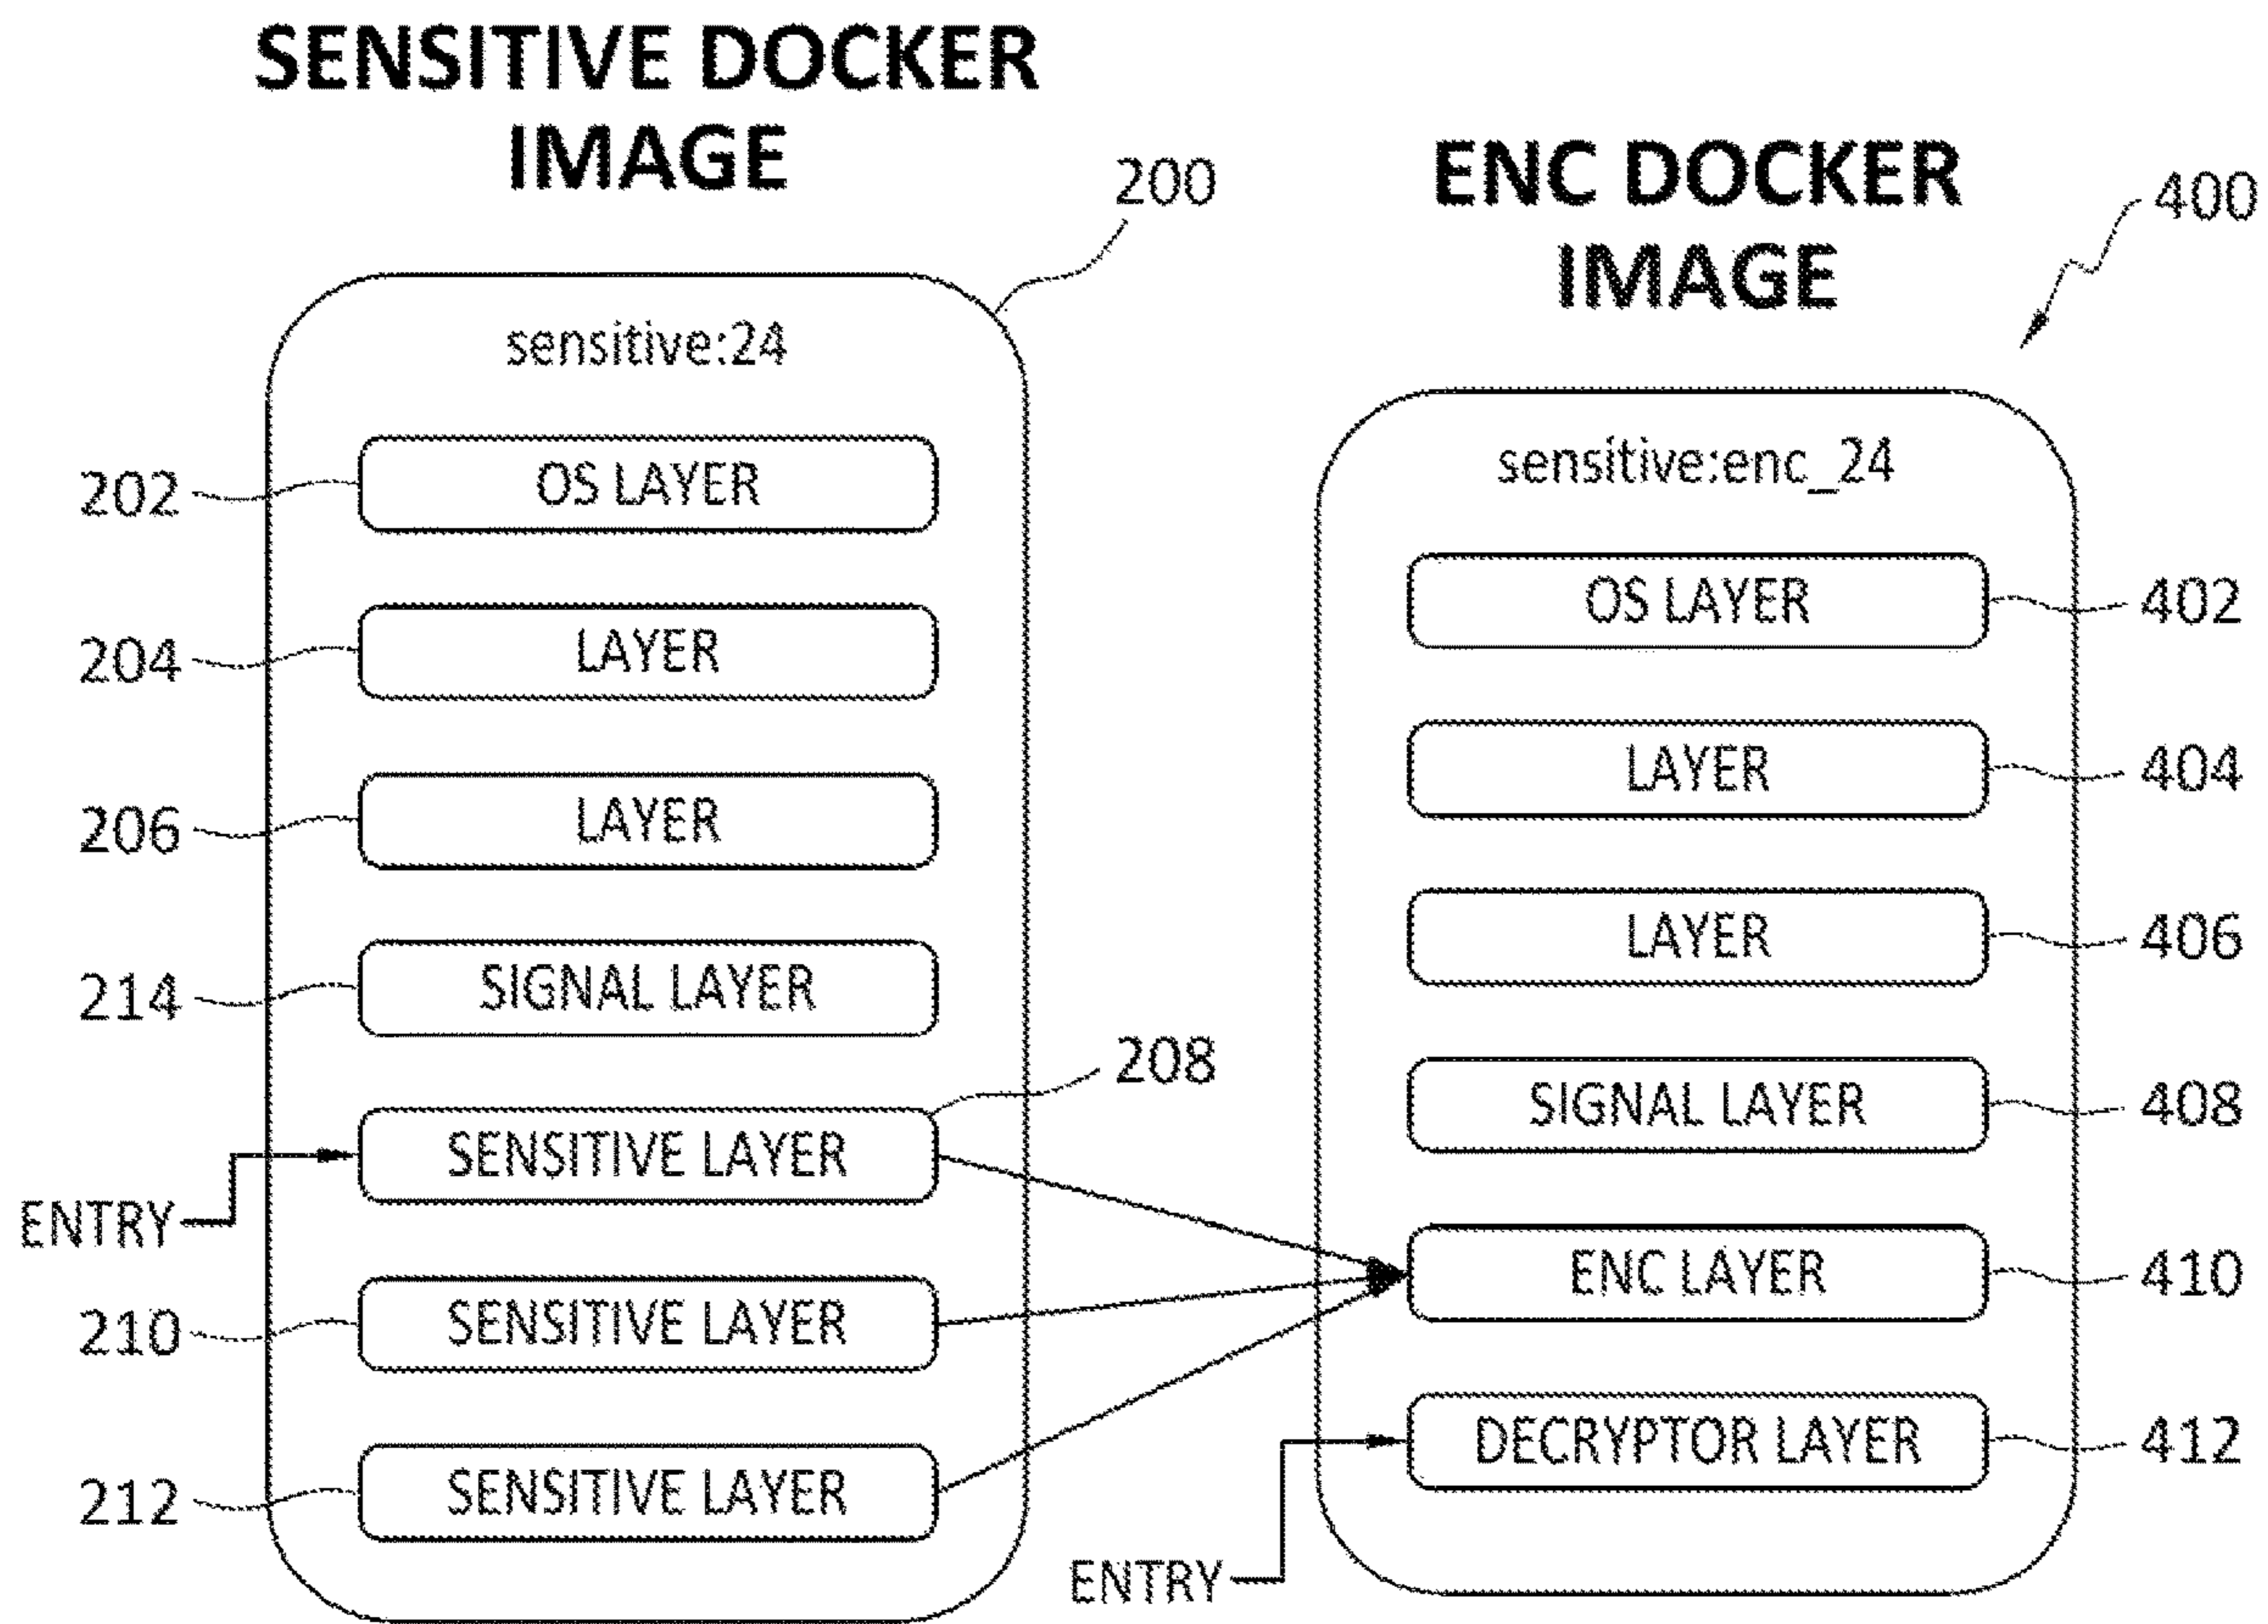 SENSITIVE DOCKER
IMAGE
200
sensitive:24
202
OS LAYER
204
LAYER
206
LAYER
214
SIGNAL LAYER
208
SENSITIVE LAYER
ENTRY
210
SENSITIVE LAYER
212
SENSITIVE LAYER
ENC DOCKER
IMAGE
400
sensitive:enc_24
OS LAYER
402
LAYER
404
LAYER
406
SIGNAL LAYER
408
ENC LAYER
410
DECRYPTOR LAYER
412
ENTRY